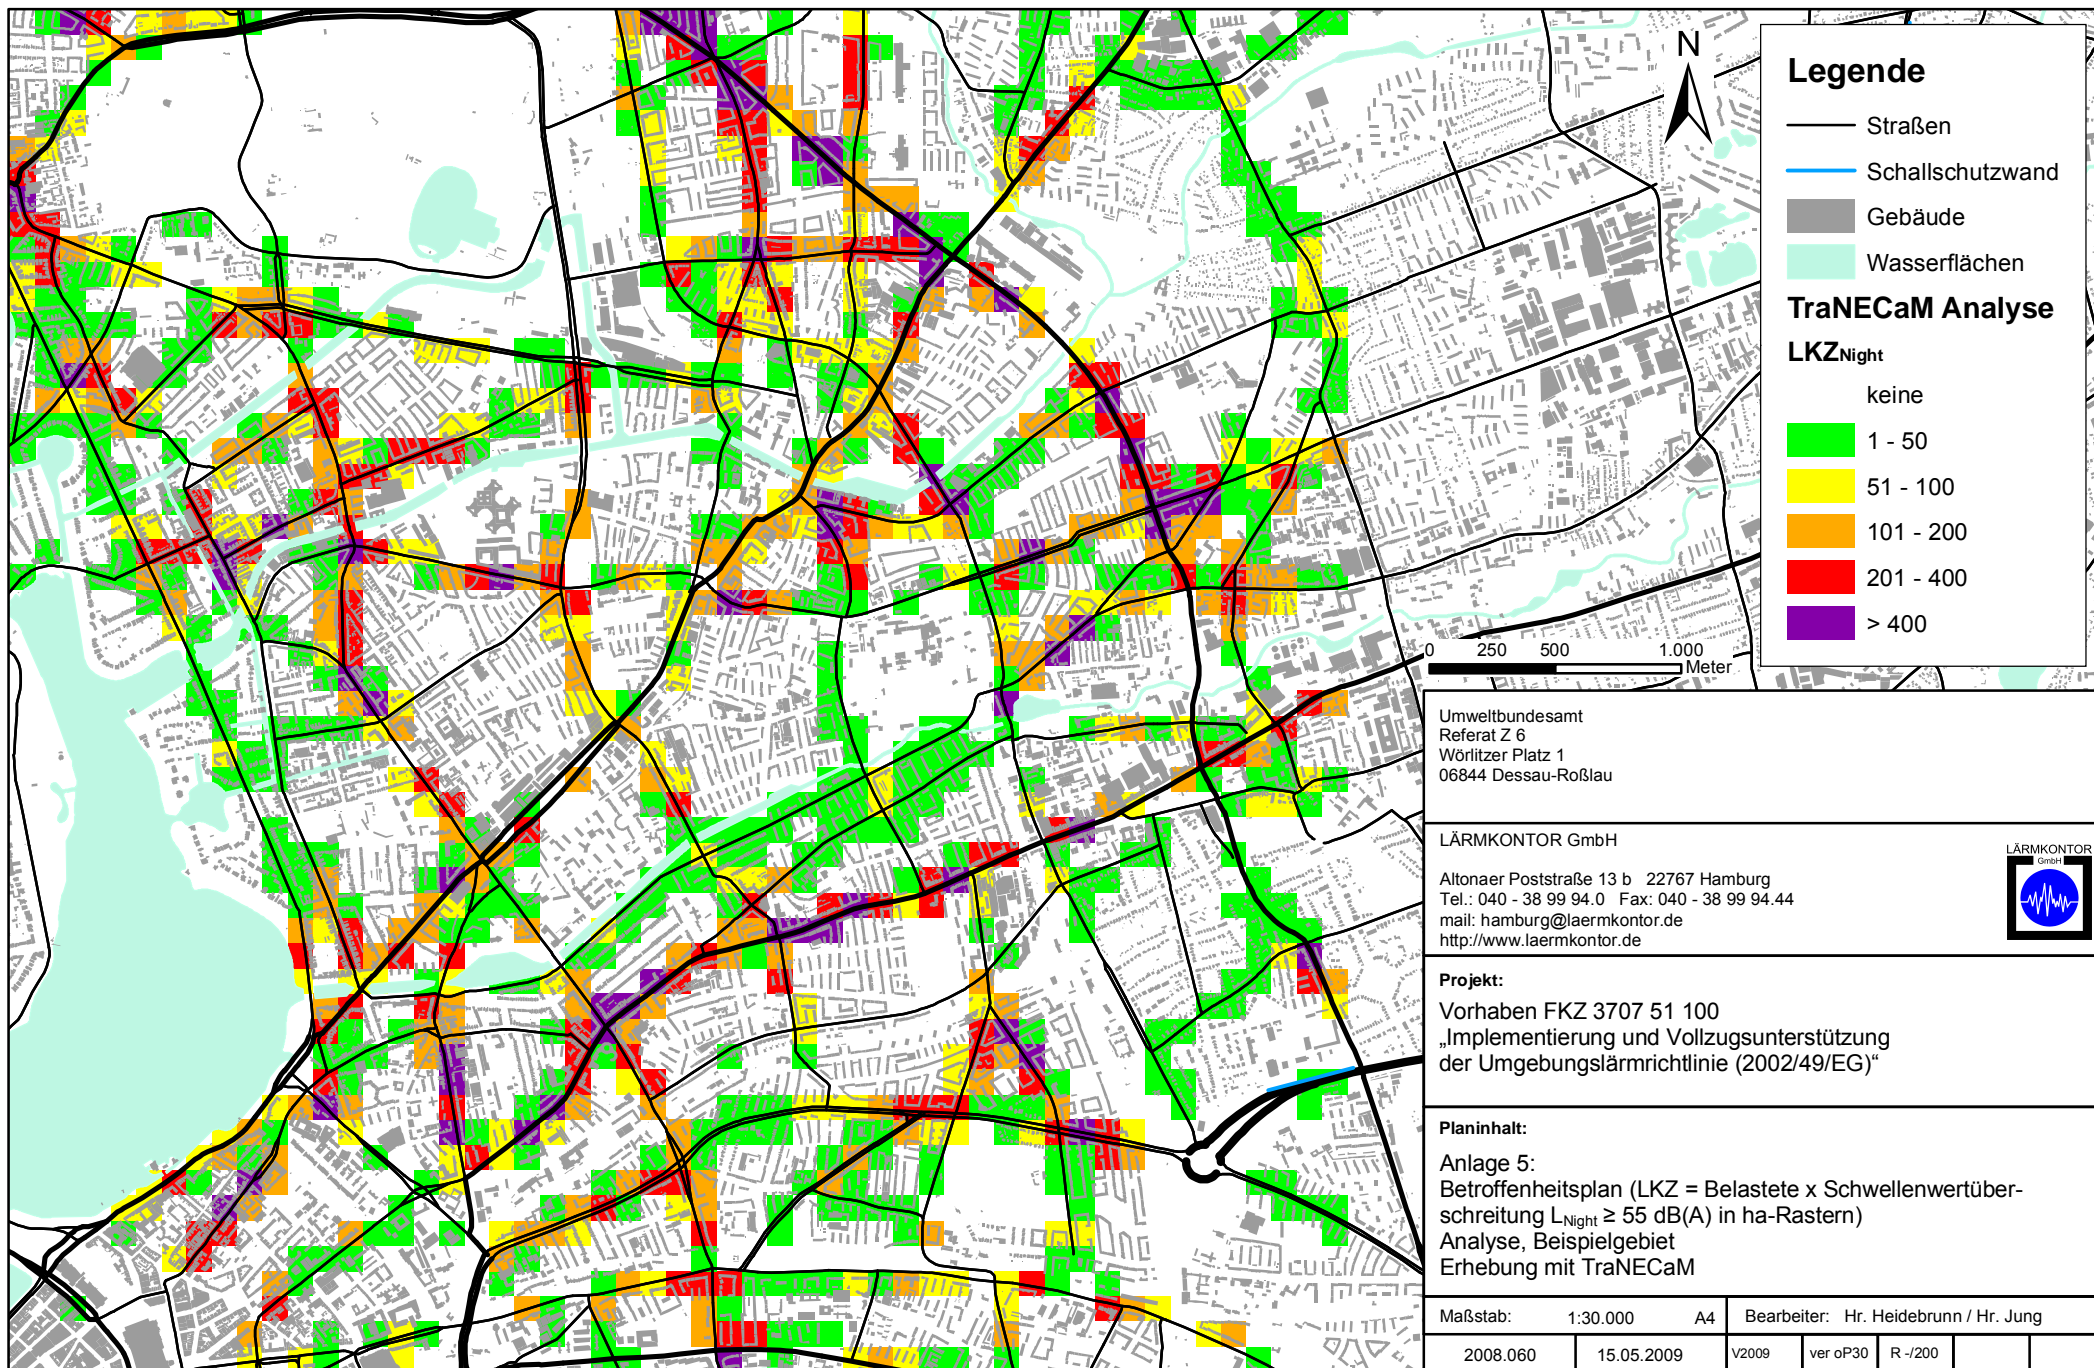 N
Legende
Straßen
Schallschutzwand
Gebäude
Wasserflächen
TraNECaM Analyse
LKZNight
keine
1 - 50
51 - 100
101 - 200
201 - 400
> 400
0 250 500 1.000
Meter
Umweltbundesamt
Referat Z 6
Wörlitzer Platz 1
06844 Dessau-Roßlau
LÄRMKONTOR GmbH
Altonaer Poststraße 13 b 22767 Hamburg
Tel.: 040 - 38 99 94.0 Fax: 040 - 38 99 94.44
mail: hamburg@laermkontor.de
http://www.laermkontor.de
LÄRMKONTOR
GmbH
Projekt:
Vorhaben FKZ 3707 51 100
„Implementierung und Vollzugsunterstützung
der Umgebungslärmrichtlinie (2002/49/EG)“
Planinhalt:
Anlage 5:
Betroffenheitsplan (LKZ = Belastete x Schwellenwertüber-
schreitung LNight ≥ 55 dB(A) in ha-Rastern)
Analyse, Beispielgebiet
Erhebung mit TraNECaM
Maßstab: 1:30.000 A4 Bearbeiter: Hr. Heidebrunn / Hr. Jung
2008.060 15.05.2009 V2009 ver oP30 R -/200